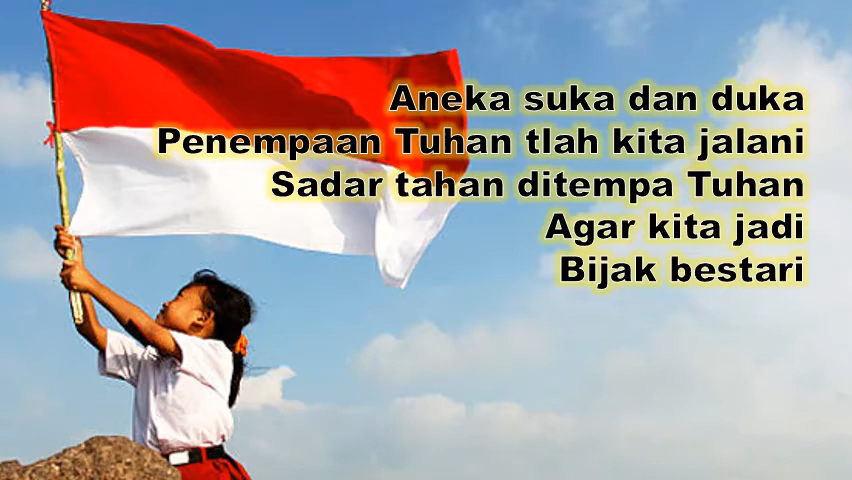 Aneka suka dan duka
Penempaan Tuhan tlah kita jalani
Sadar tahan ditempa Tuhan
Agar kita jadi
Bijak bestari